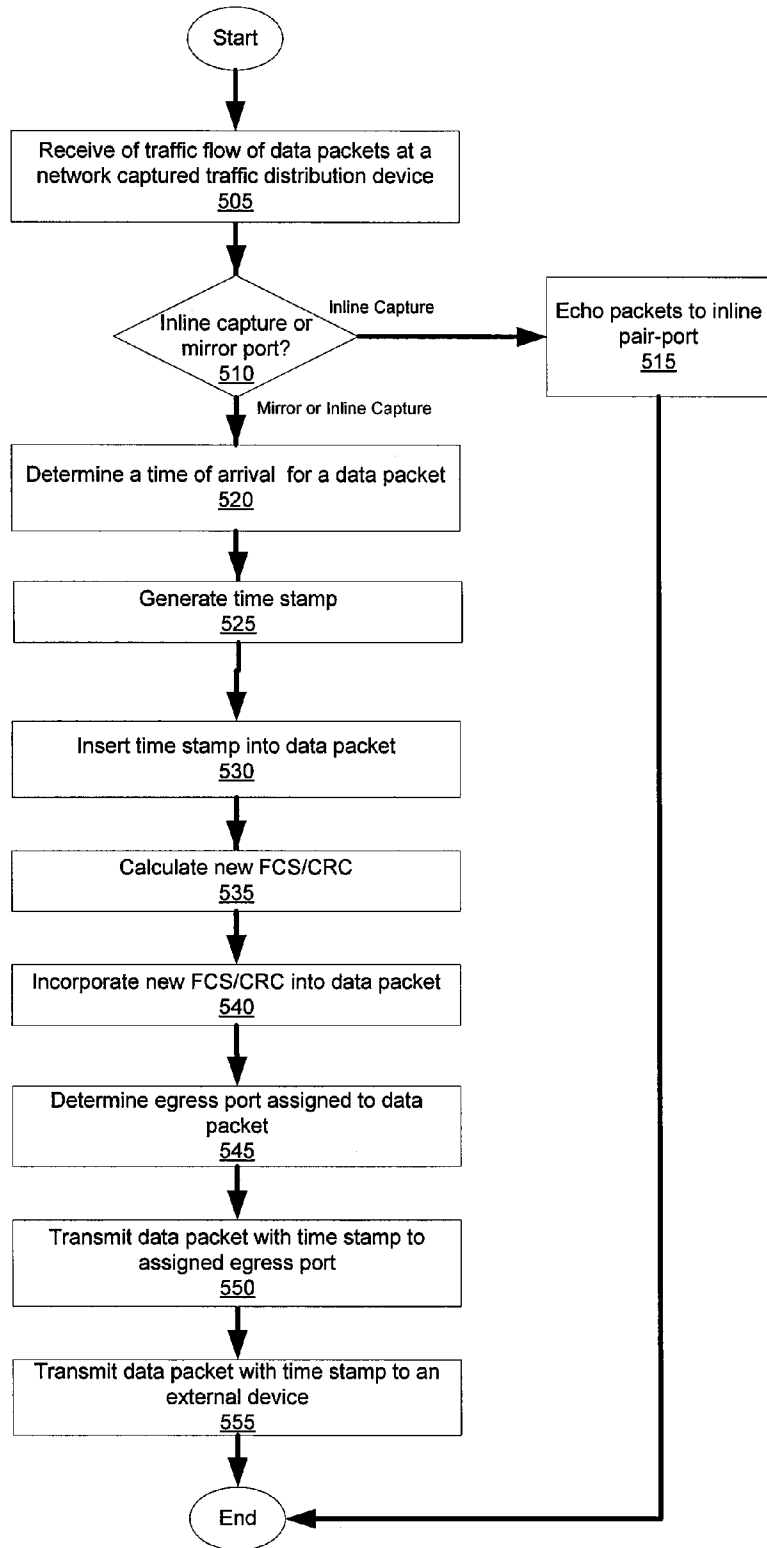 Start
Receive of traffic flow of data packets at a
network captured traffic distribution device
505
Inline capture or
mirror port?
510
Inline Capture
Echo packets to inline
pair-port
515
Mirror or Inline Capture
Determine a time of arrival for a data packet
520
Generate time stamp
525
Insert time stamp into data packet
530
Calculate new FCS/CRC
535
Incorporate new FCS/CRC into data packet
540
Determine egress port assigned to data
packet
545
Transmit data packet with time stamp to
assigned egress port
550
Transmit data packet with time stamp to an
external device
555
End